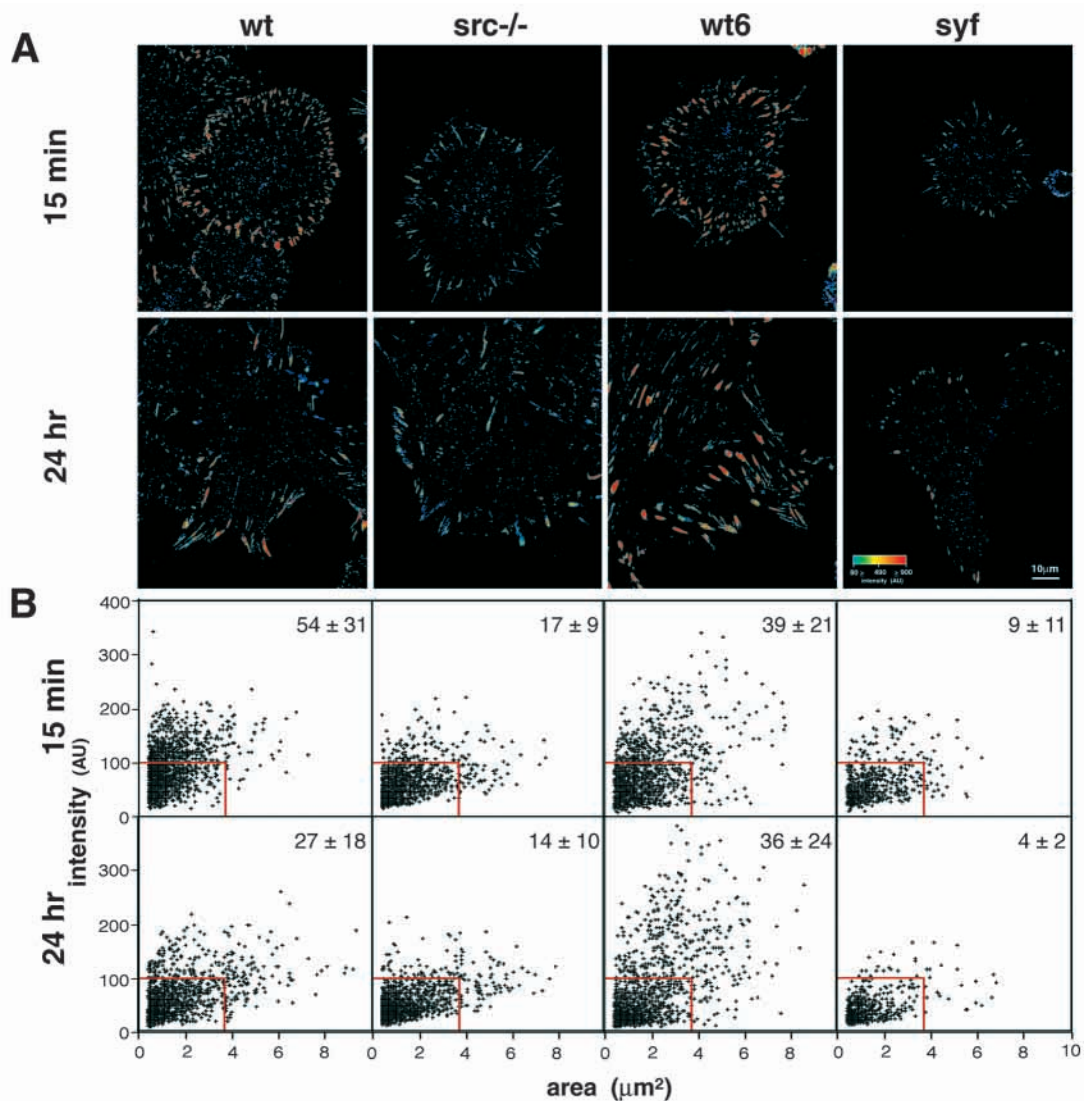 wt src-/- wt6 syf
A
15 min
24 hr
10µm
intensity (AU)
B
400 54 ± 31 17 ± 9 39 ± 21 9 ± 11
300
200
100
0
15 min
27 ± 18 14 ± 10 36 ± 24 4 ± 2
300
200
100
0
24 hr
intensity (AU)
0 2 4 6 8 0 2 4 6 8 0 2 4 6 8 0 2 4 6 8 10
area (µm²)